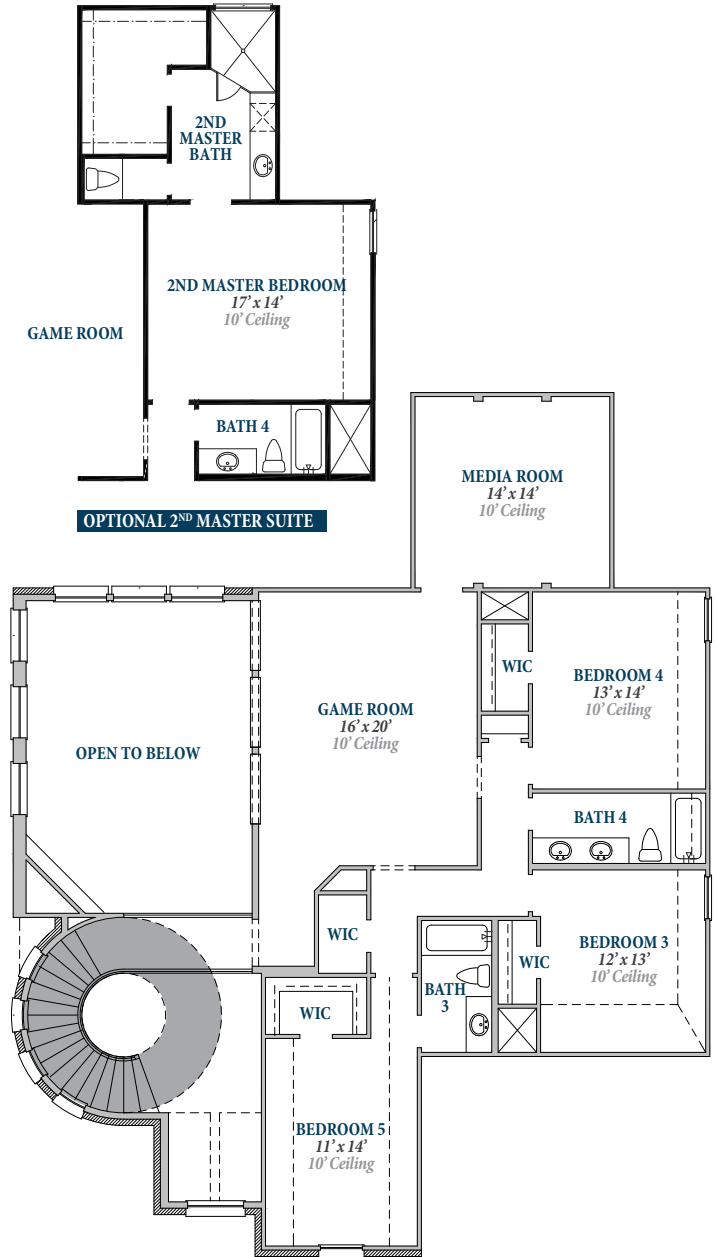 2ND
MASTER
BATH
2ND MASTER BEDROOM
17' x 14'
10' Ceiling
GAME ROOM
BATH 4
OPTIONAL 2ND MASTER SUITE
MEDIA ROOM
14' x 14'
10' Ceiling
WIC
BEDROOM 4
13' x 14'
10' Ceiling
GAME ROOM
16' x 20'
10' Ceiling
OPEN TO BELOW
BATH 4
WIC
BEDROOM 3
12' x 13'
10' Ceiling
WIC
BATH
3
WIC
BEDROOM 5
11' x 14'
10' Ceiling